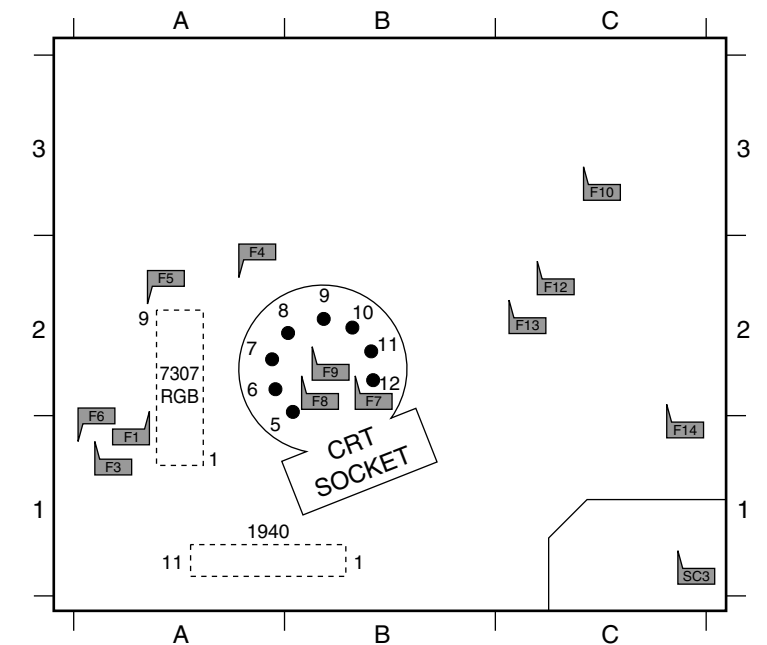 A B C
3 3
F10
F4
F5
F12
9 9 10
8
F13
2 2
7 11
7307
RGB
F9
6 12
F8 F7
F6
5
F1
F14
CRT
SOCKET
F3
1
1 1
1940
11 1
SC3
A B C